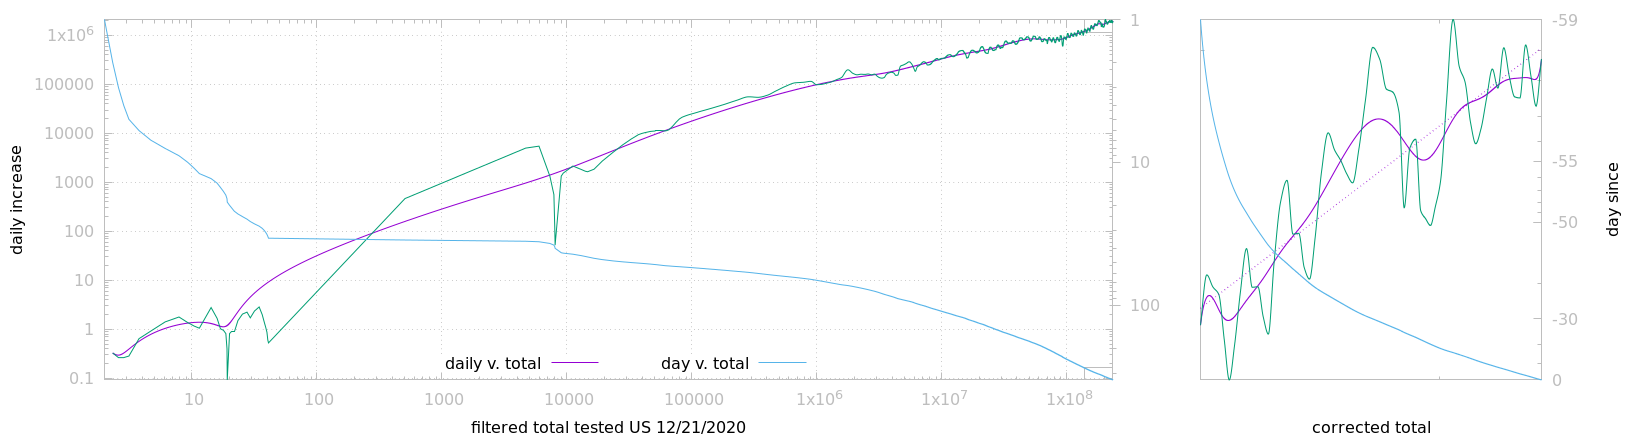 daily increase
1x10^6
100000
10000
1000
100
10
1
0.1
10
100
1000
10000
100000
1x10^6
1x10^7
1x10^8
daily v. total
day v. total
filtered total tested US 12/21/2020
1
10
100
-59
-55
-50
-30
0
day since
corrected total